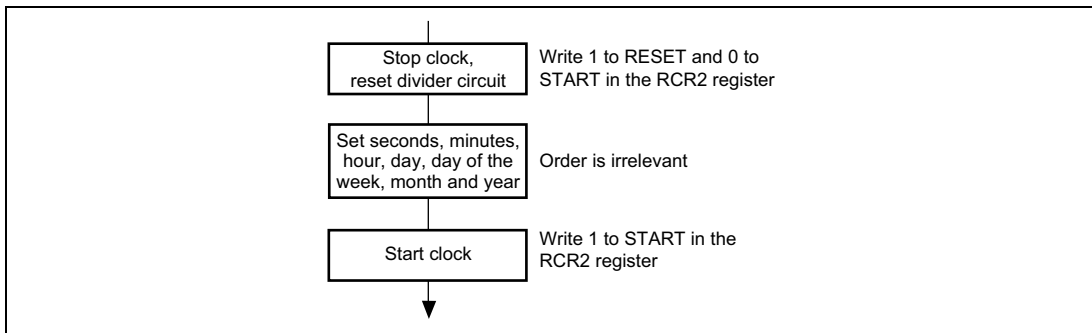 Stop clock,
reset divider circuit
Write 1 to RESET and 0 to
START in the RCR2 register
Set seconds, minutes,
hour, day, day of the
week, month and year
Order is irrelevant
Start clock
Write 1 to START in the
RCR2 register